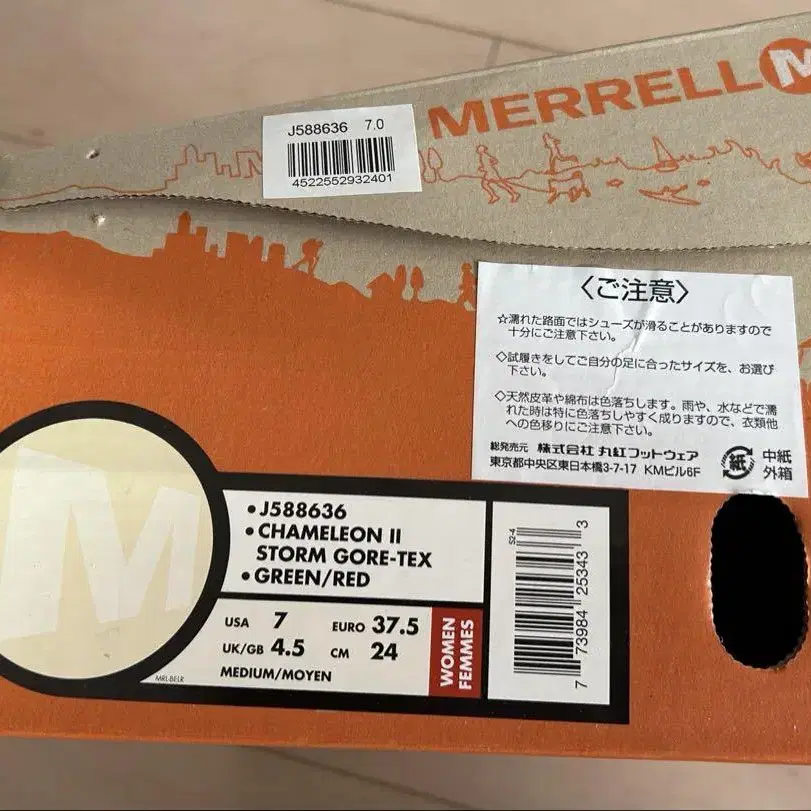 MERRELL M
J588636 7.0
4522552932401
〈ご注意〉
☆濡れた路面ではシューズが滑ることがありますので
十分にご注意下さい。
◇試履きをしてご自分の足に合ったサイズを、お選び
下さい。
◇天然皮革や綿布は色落ちします。雨や、水などで濡
れた時は特に色落ちしやすく成りますので、衣類他
への色移りにご注意下さい。
総発売元 株式会社 丸紅フットウェア
東京都中央区東日本橋3-7-17 KMビル6F
紙
中紙
外箱
M
•J588636
•CHAMELEON II
STORM GORE-TEX
•GREEN/RED
USA 7 EURO 37.5
UK/GB 4.5 CM 24
MEDIUM/MOYEN
WOMEN
FEMMES
MRL-BELR
S2-4
7 73984 25343 3